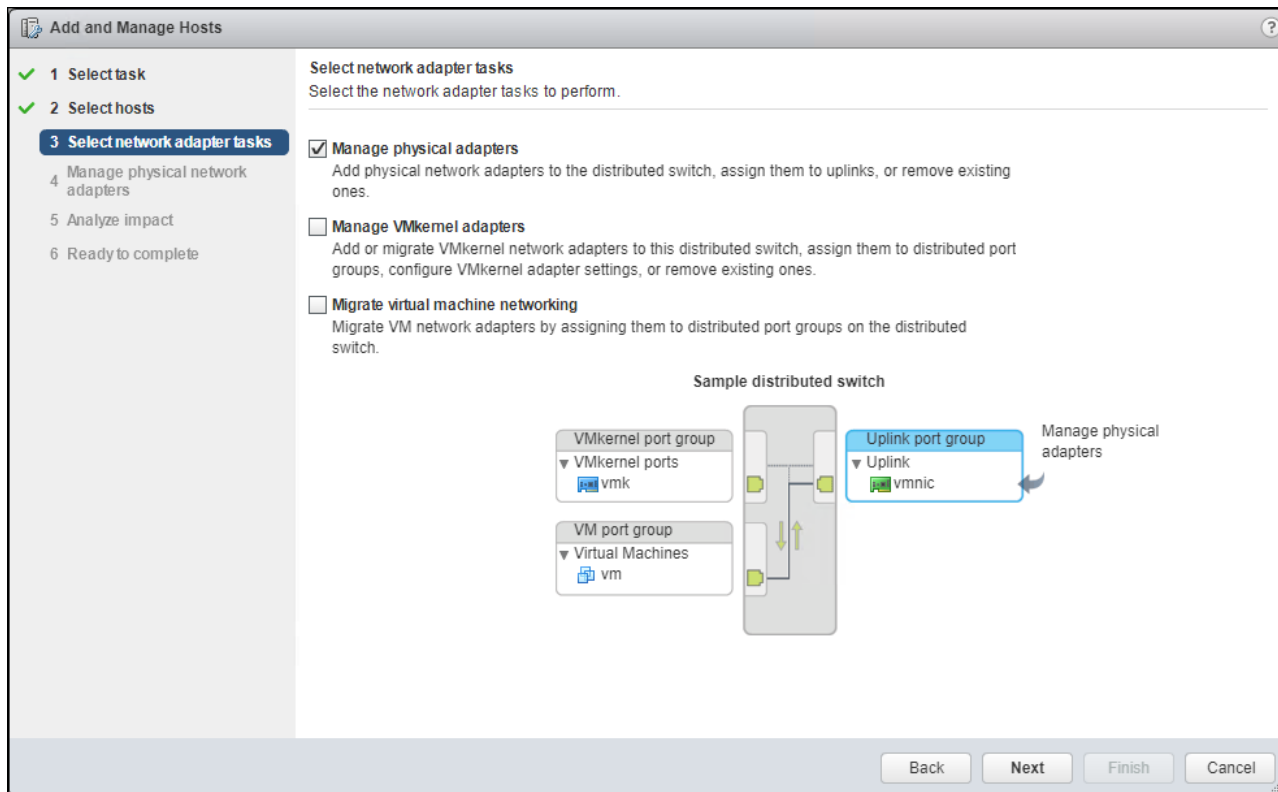 Add and Manage Hosts
?
1 Select task
2 Select hosts
3 Select network adapter tasks
4 Manage physical network
adapters
5 Analyze impact
6 Ready to complete
Select network adapter tasks
Select the network adapter tasks to perform.
Manage physical adapters
Add physical network adapters to the distributed switch, assign them to uplinks, or remove existing
ones.
Manage VMkernel adapters
Add or migrate VMkernel network adapters to this distributed switch, assign them to distributed port
groups, configure VMkernel adapter settings, or remove existing ones.
Migrate virtual machine networking
Migrate VM network adapters by assigning them to distributed port groups on the distributed
switch.
Sample distributed switch
VMkernel port group
VMkernel ports
vmk
VM port group
Virtual Machines
vm
Uplink port group
Uplink
vmnic
Manage physical
adapters
Back
Next
Finish
Cancel